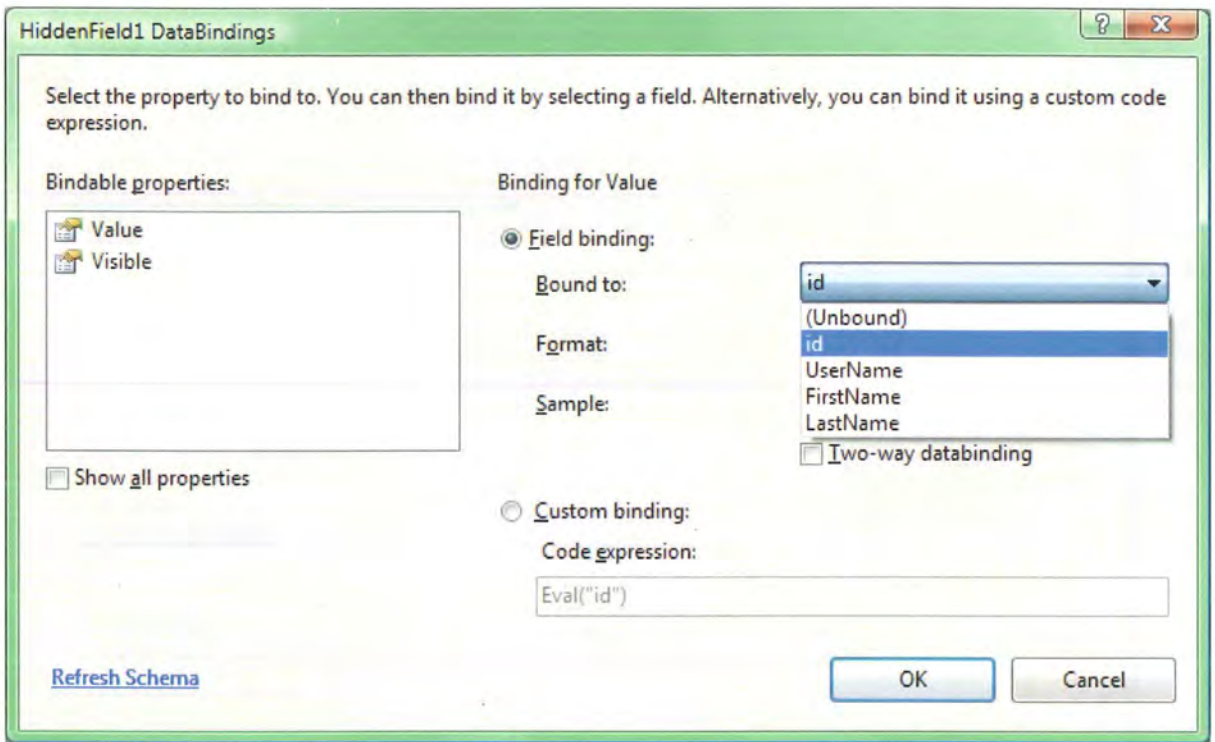 HiddenField1 DataBindings
?
Select the property to bind to. You can then bind it by selecting a field. Alternatively, you can bind it using a custom code
expression.
Bindable properties:
Value
Visible
Show all properties
Binding for Value
Field binding:
Bound to:
id
(Unbound)
id
UserName
FirstName
LastName
Format:
Sample:
Two-way databinding
Custom binding:
Code expression:
Eval("id")
Refresh Schema
OK
Cancel